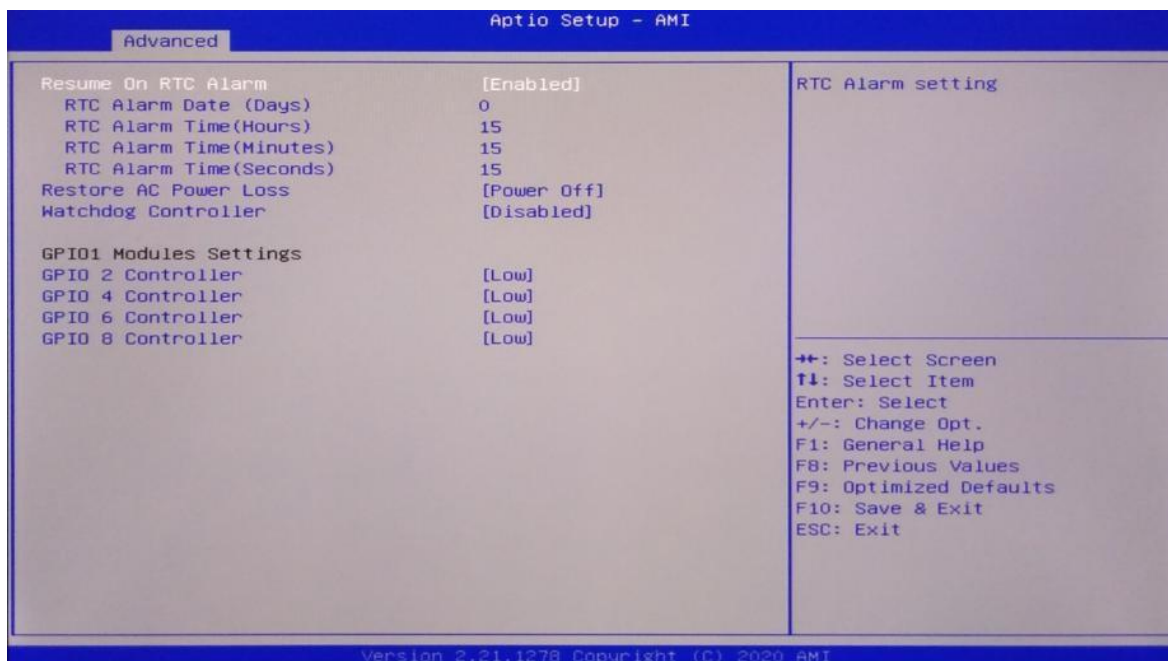 Aptio Setup - AMI
Advanced
Resume On RTC Alarm [Enabled]
RTC Alarm Date (Days) 0
RTC Alarm Time(Hours) 15
RTC Alarm Time(Minutes) 15
RTC Alarm Time(Seconds) 15
Restore AC Power Loss [Power Off]
Watchdog Controller [Disabled]
GPIO1 Modules Settings
GPIO 2 Controller [Low]
GPIO 4 Controller [Low]
GPIO 6 Controller [Low]
GPIO 8 Controller [Low]
RTC Alarm setting
→←: Select Screen
↑↓: Select Item
Enter: Select
+/-: Change Opt.
F1: General Help
F8: Previous Values
F9: Optimized Defaults
F10: Save & Exit
ESC: Exit
Version 2.21.1278 Copyright (C) 2020 AMI